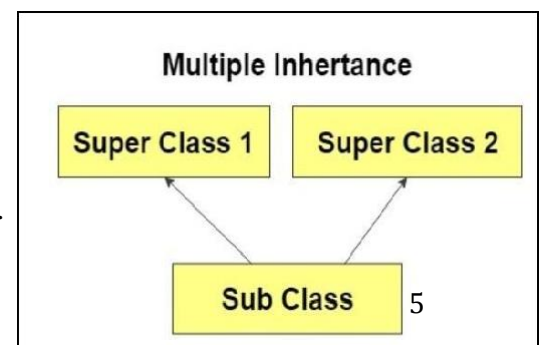 Multiple Inhertance
Super Class 1
Super Class 2
.
Sub Class
5